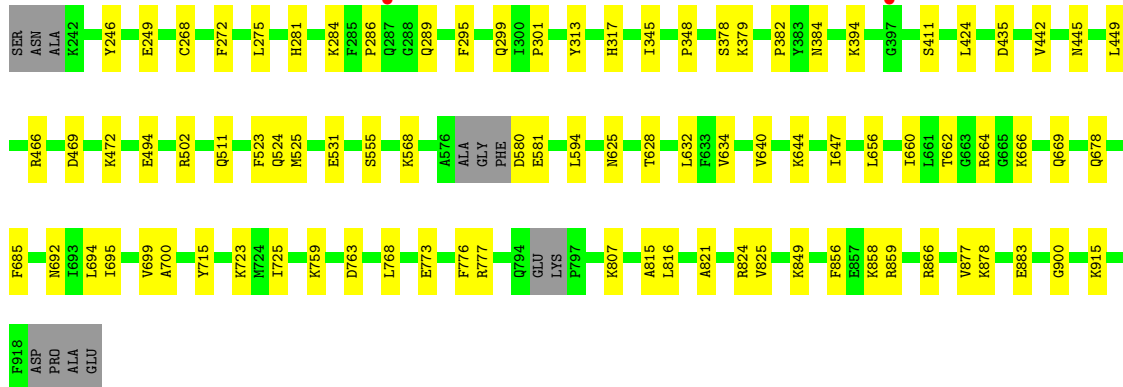 SER ASN ALA K242 Y246 E249 C268 F272 L275 H281 K284 F285 P286 Q287 G288 Q289 F295 Q299 I300 P301 Y313 H317 I345 P348 S378 K379 P382 Y383 N384 K394 G397 S411 L424 D435 V442 N445 L449
R466 D469 K472 E494 R502 Q511 F523 Q524 M525 E531 S555 K568 A576 ALA GLY PHE D580 E581 L594 N625 T628 L632 F633 V634 V640 K644 I647 L656 I660 L661 T662 G663 R664 G665 K666 Q669 Q678
F685 N692 I693 L694 I695 V699 A700 Y715 K723 M724 I725 K759 D763 L768 E773 F776 R777 Q794 GLU LYS P797 K807 A815 L816 A821 R824 V825 K849 F856 E857 K858 R859 R866 V877 K878 E883 G900 K915
F918 ASP PRO ALA GLU